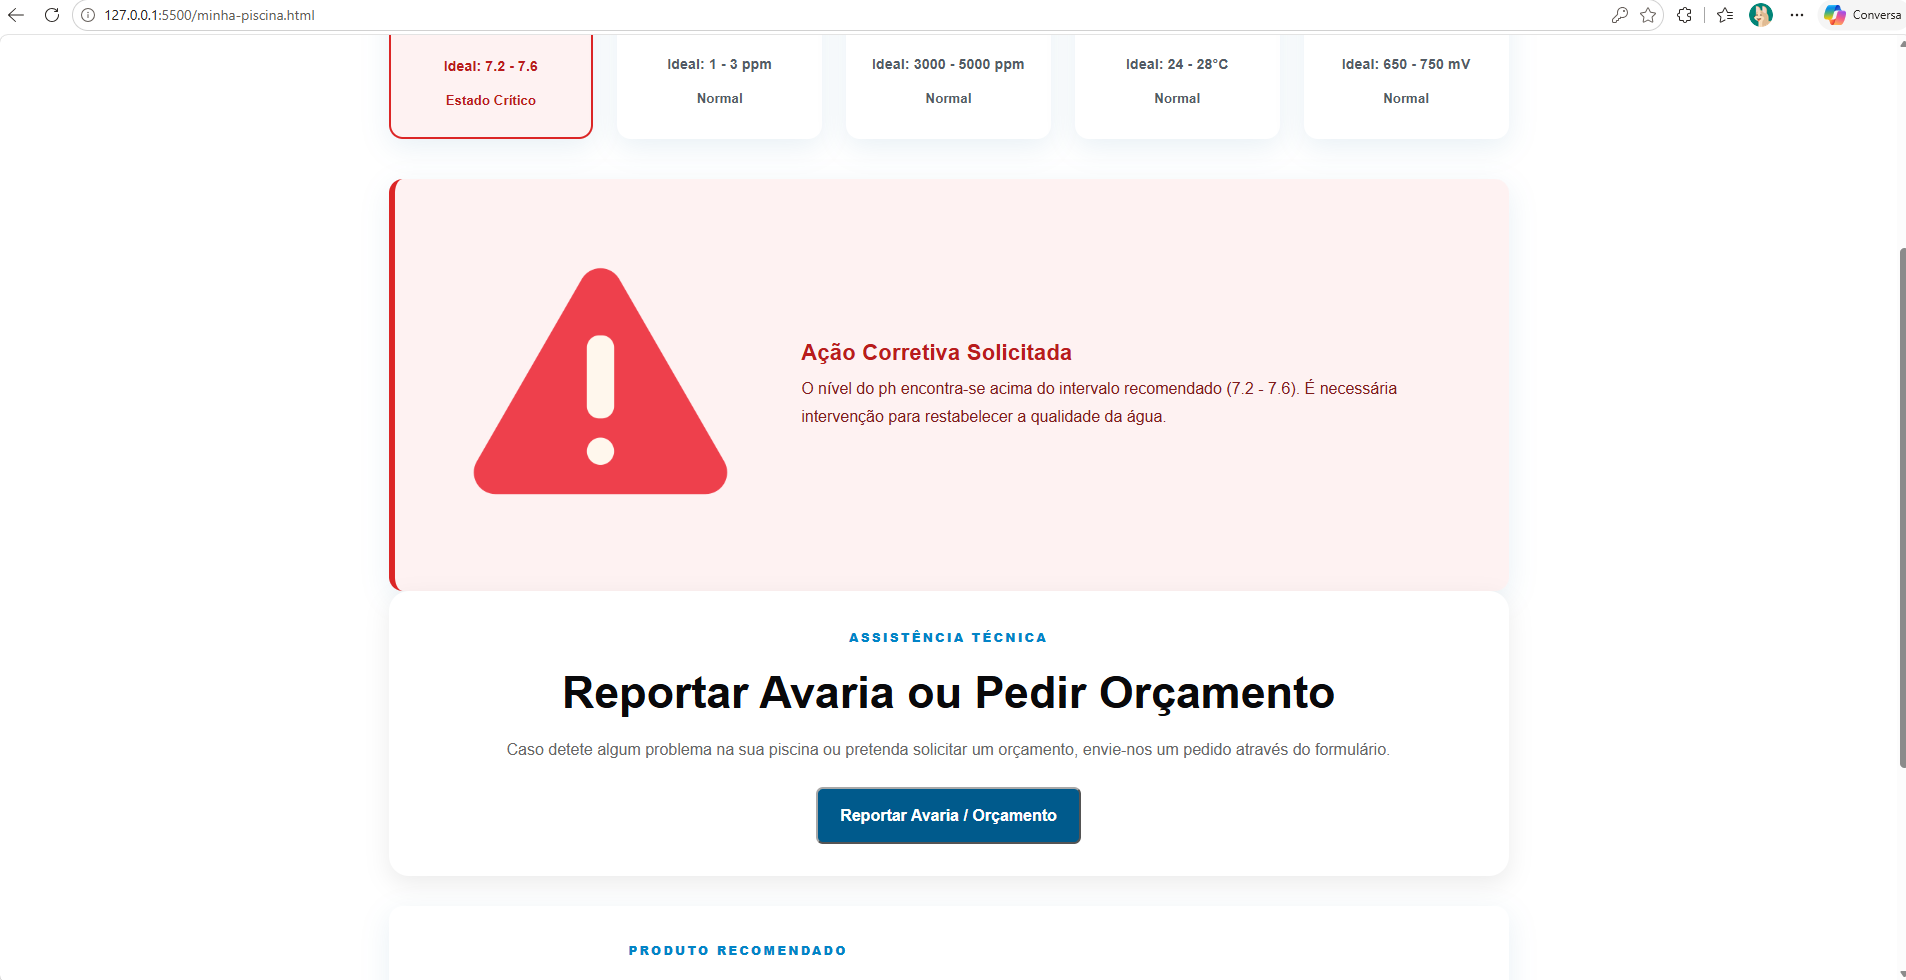 127.0.0.1:5500/minha-piscina.html
Conversa
Ideal: 7.2 - 7.6
Estado Crítico
Ideal: 1 - 3 ppm
Normal
Ideal: 3000 - 5000 ppm
Normal
Ideal: 24 - 28°C
Normal
Ideal: 650 - 750 mV
Normal
Ação Corretiva Solicitada
O nível do ph encontra-se acima do intervalo recomendado (7.2 - 7.6). É necessária
intervenção para restabelecer a qualidade da água.
ASSISTÊNCIA TÉCNICA
Reportar Avaria ou Pedir Orçamento
Caso detete algum problema na sua piscina ou pretenda solicitar um orçamento, envie-nos um pedido através do formulário.
Reportar Avaria / Orçamento
PRODUTO RECOMENDADO